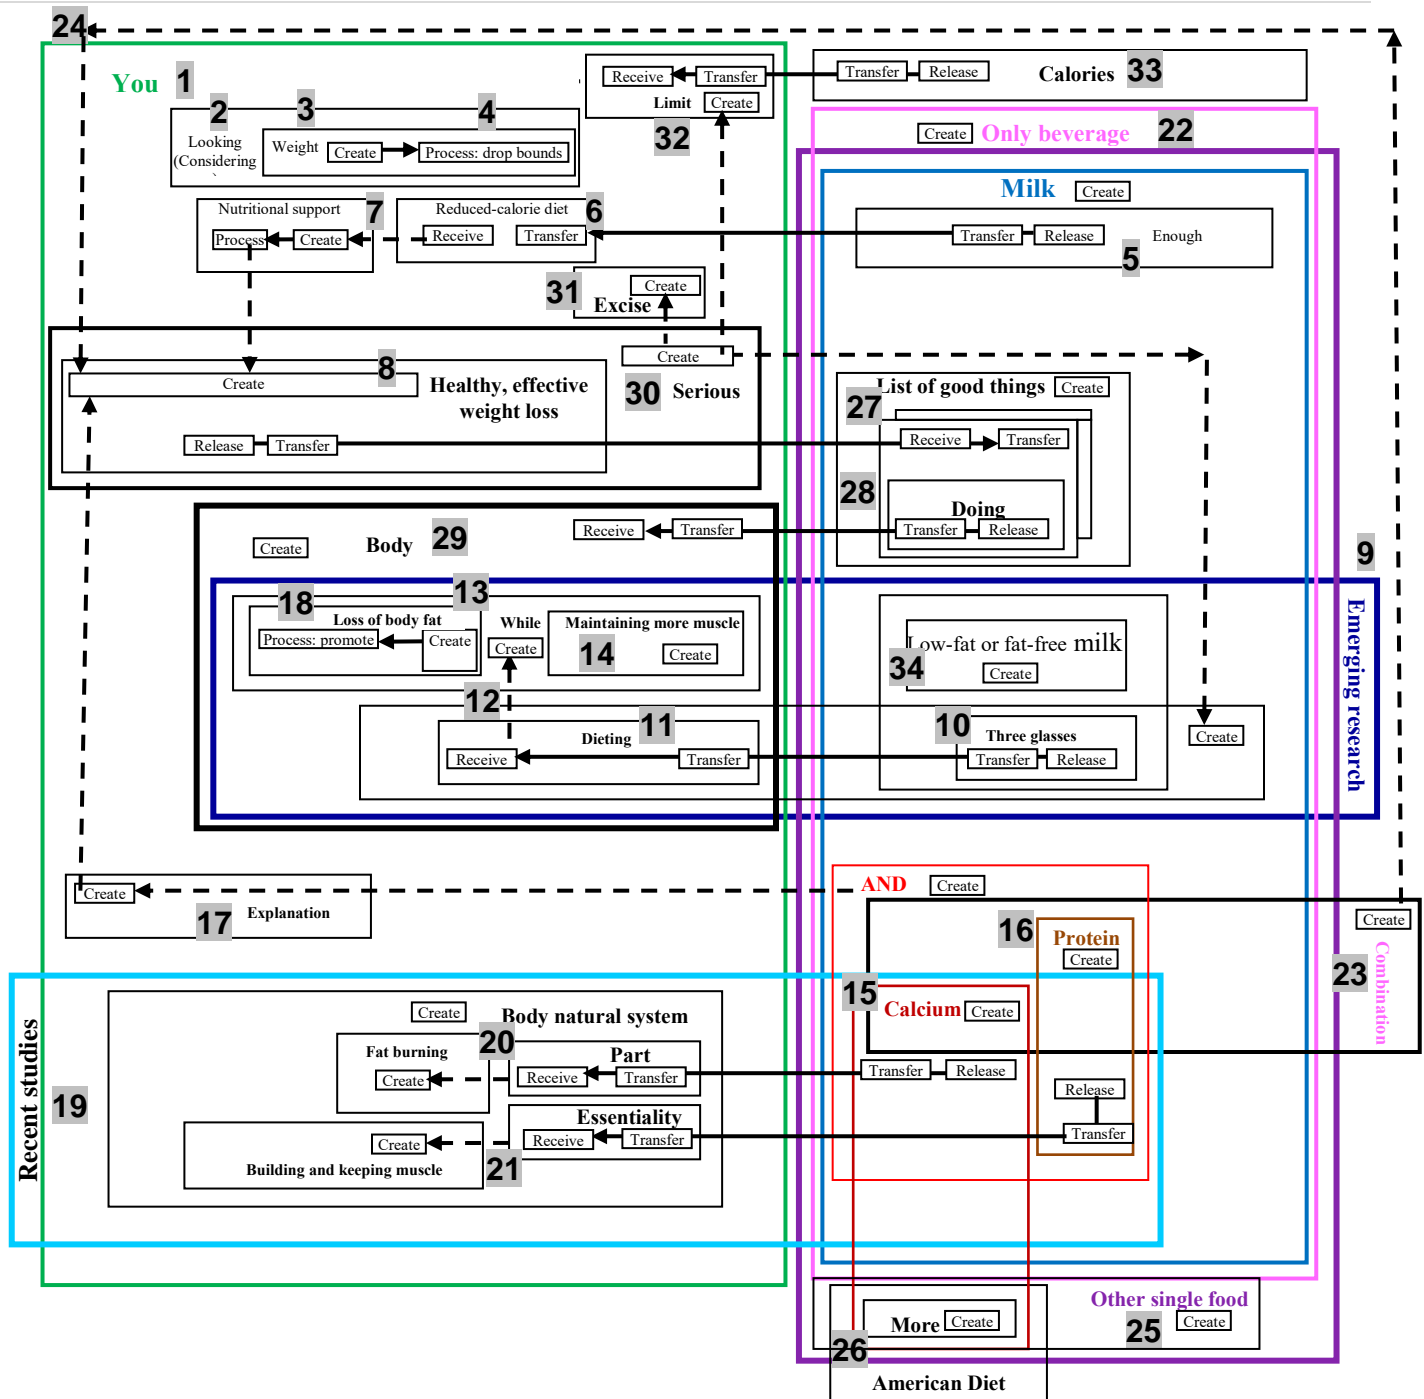 24
You 1
Receive
Transfer
Transfer
Release
Calories 33
Limit
Create
32
2
3
4
Looking
(Considering
)
Weight
Create
Process: drop bounds
Create
Only beverage 22
Milk
Create
Nutritional support
7
Reduced-calorie diet
6
Process
Create
Receive
Transfer
Transfer
Release
Enough
5
31
Create
Excise
8
Create
Create
Healthy, effective
weight loss
30
Serious
Release
Transfer
List of good things
Create
27
Receive
Transfer
28
Doing
Transfer
Release
Create
Body
29
Receive
Transfer
9
Emerging research
18
13
Loss of body fat
Process: promote
Create
While
Create
Maintaining more muscle
14
Create
Low-fat or fat-free milk
34
Create
12
11
Dieting
Receive
Transfer
10
Three glasses
Transfer
Release
Create
AND
Create
Create
17
Explanation
16
Protein
Create
Create
23
Combination
15
Calcium
Create
Recent studies
19
Create
Body natural system
Fat burning
Create
20
Part
Receive
Transfer
Transfer
Release
Essentiality
Receive
Transfer
Release
Transfer
Create
Building and keeping muscle
21
Other single food
25
Create
More
Create
26
American Diet